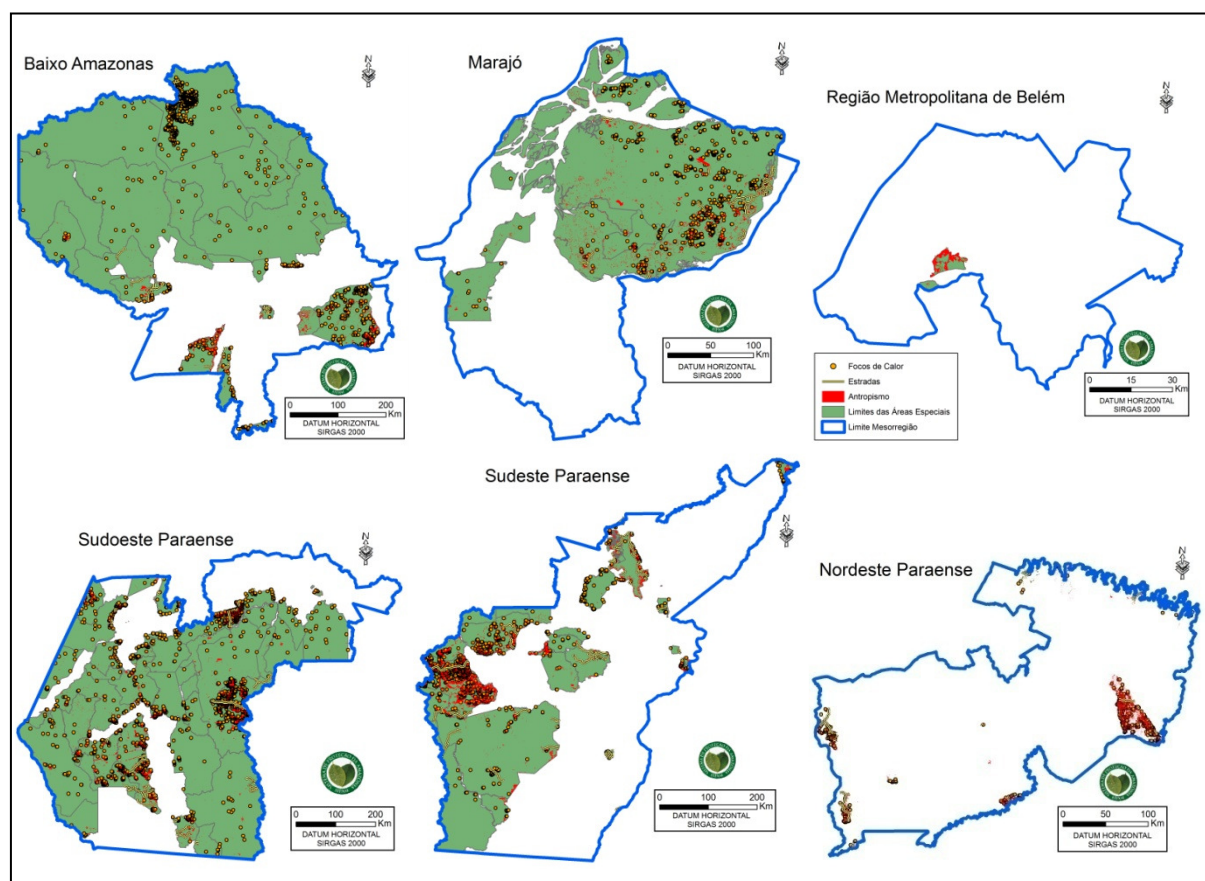 Baixo Amazonas
N
Marajó
N
Região Metropolitana de Belém
N
0 100 200
Km
DATUM HORIZONTAL
SIRGAS 2000
0 50 100
Km
DATUM HORIZONTAL
SIRGAS 2000
Focos de Calor
Estradas
Antropismo
Limites das Áreas Especiais
Limite Mesorregião
0 15 30
Km
DATUM HORIZONTAL
SIRGAS 2000
Sudoeste Paraense
N
Sudeste Paraense
N
Nordeste Paraense
N
0 100 200
Km
DATUM HORIZONTAL
SIRGAS 2000
0 100 200
Km
DATUM HORIZONTAL
SIRGAS 2000
0 50 100
Km
DATUM HORIZONTAL
SIRGAS 2000